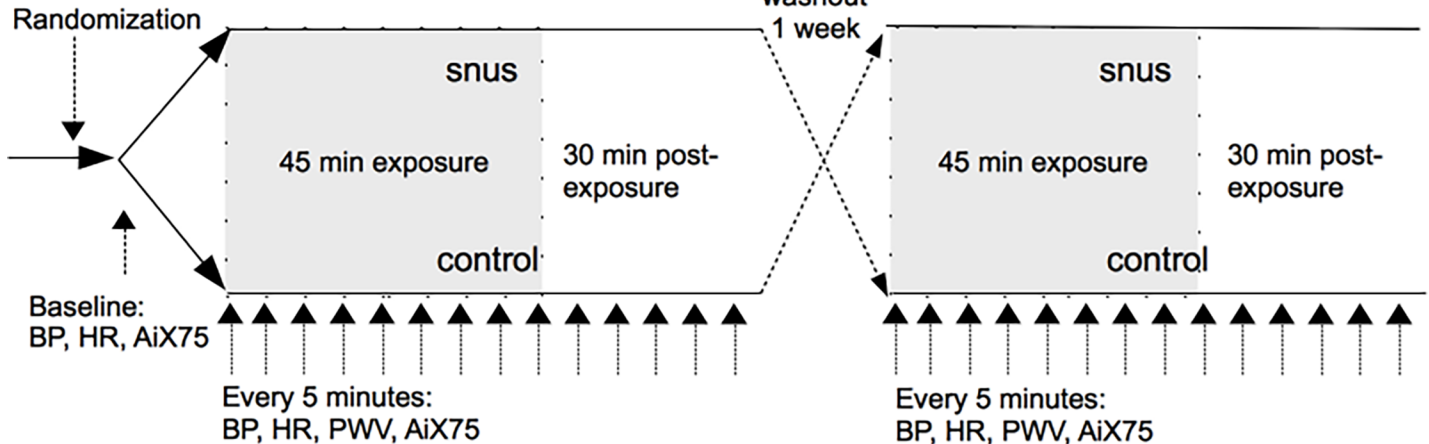 Randomization
washout
1 week
snus
45 min exposure
30 min post-
exposure
control
snus
45 min exposure
30 min post-
exposure
control
Baseline:
BP, HR, AiX75
Every 5 minutes:
BP, HR, PWV, AiX75
Every 5 minutes:
BP, HR, PWV, AiX75